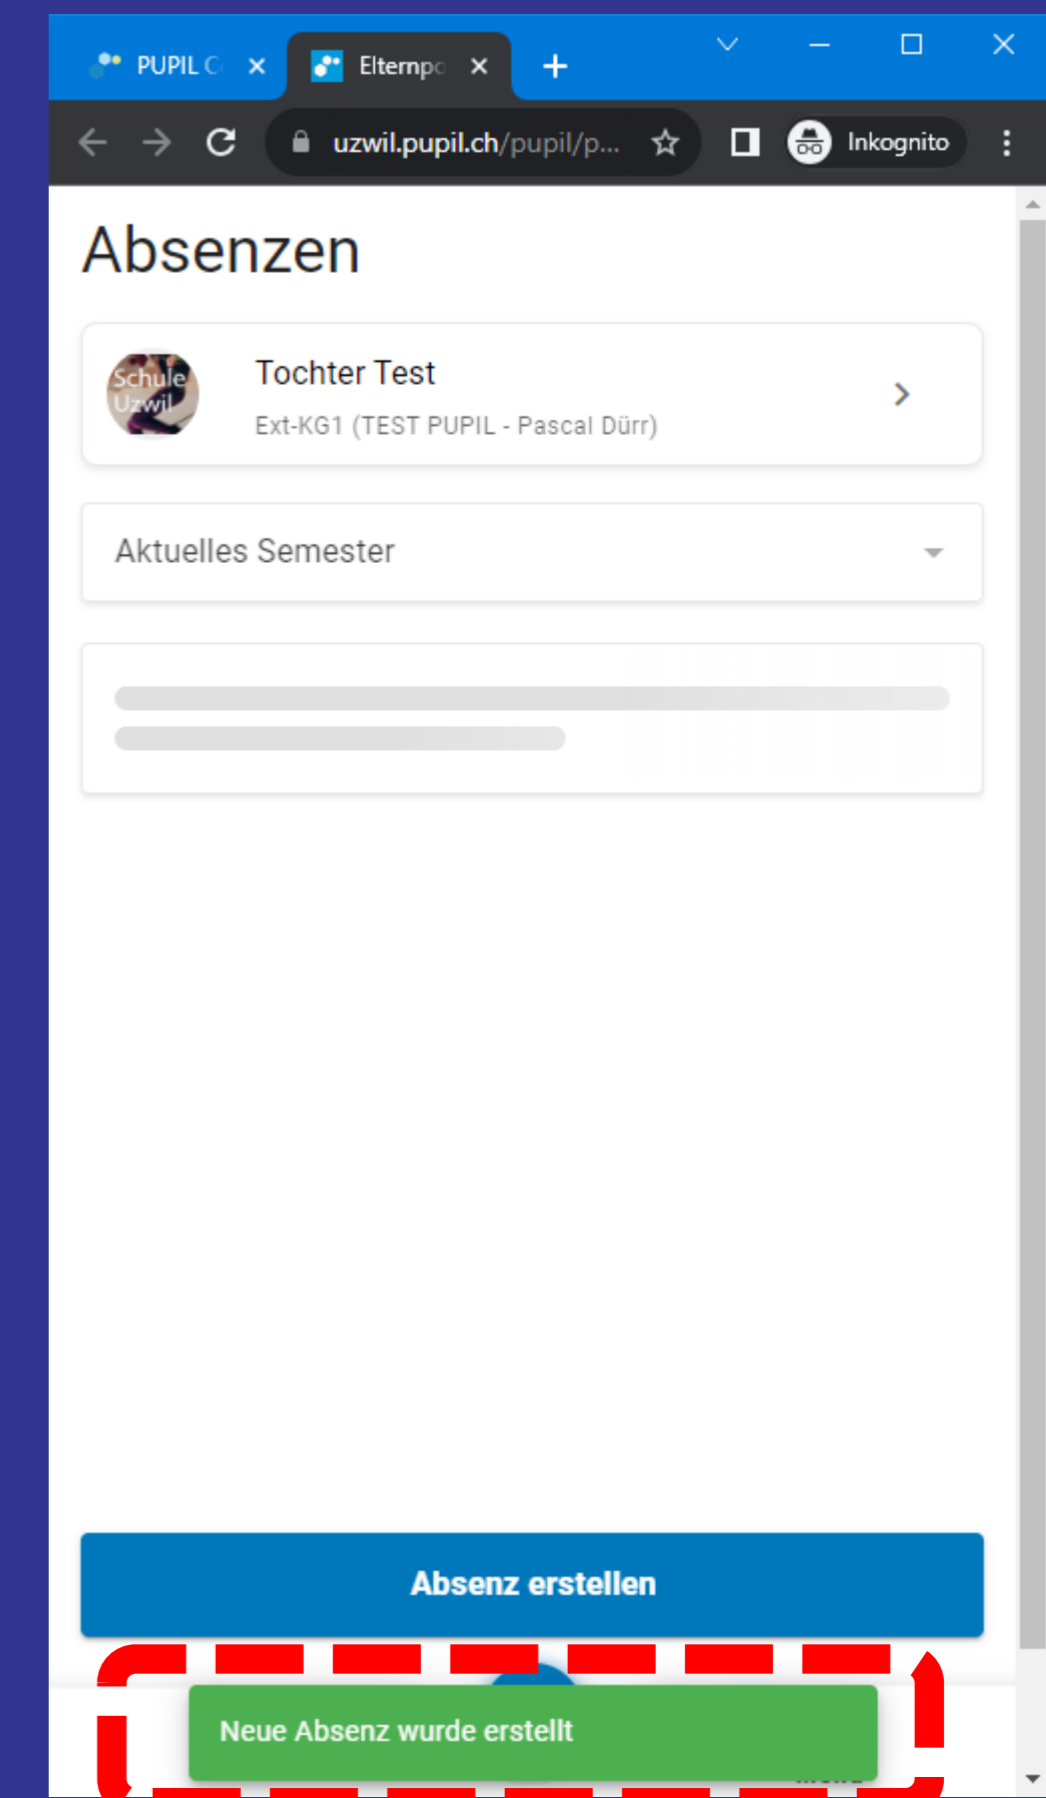 PUPIL C
Elternpo
uzwil.pupil.ch/pupil/p...
Inkognito
Absenzen
Schule
Uzwil
Tochter Test
Ext-KG1 (TEST PUPIL - Pascal Dürr)
Aktuelles Semester
Absenz erstellen
Neue Absenz wurde erstellt